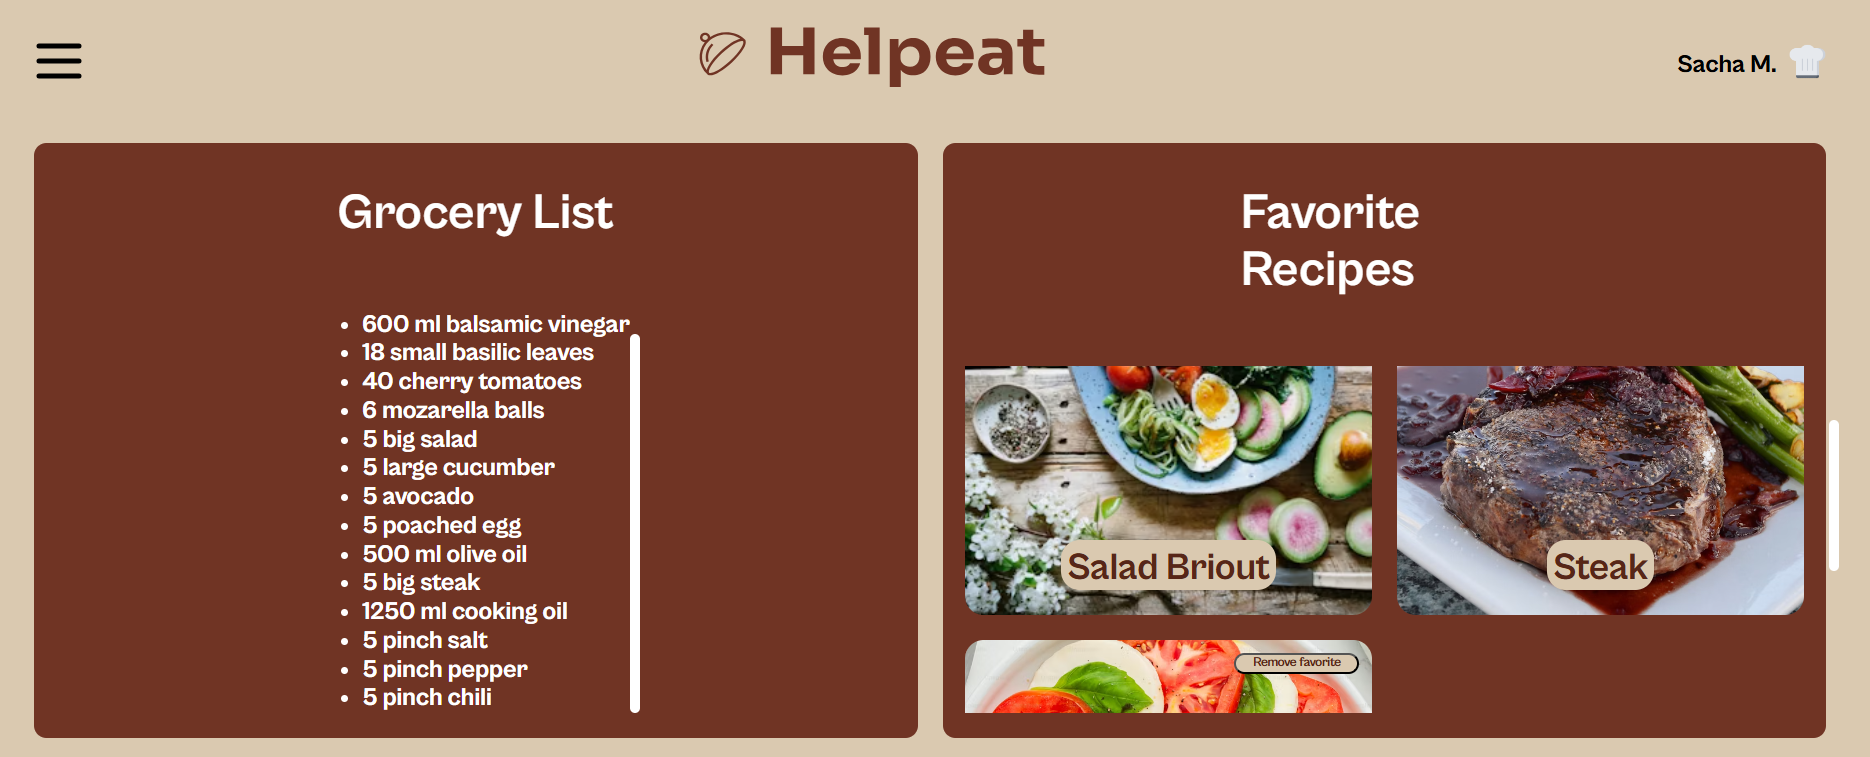 Helpeat
Sacha M.
Grocery List
600 ml balsamic vinegar
18 small basilic leaves
40 cherry tomatoes
6 mozarella balls
5 big salad
5 large cucumber
5 avocado
5 poached egg
500 ml olive oil
5 big steak
1250 ml cooking oil
5 pinch salt
5 pinch pepper
5 pinch chili
Favorite
Recipes
Salad Briout
Steak
Remove favorite